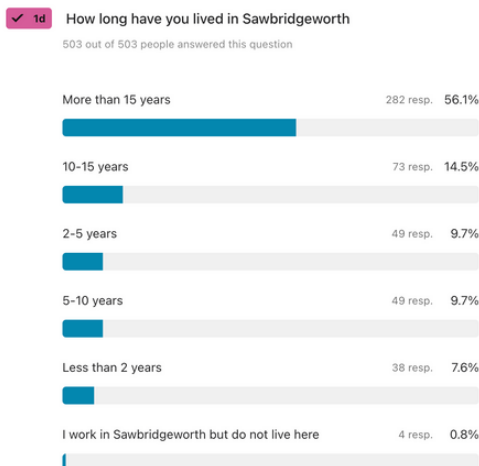 1d How long have you lived in Sawbridgeworth
503 out of 503 people answered this question
More than 15 years 282 resp. 56.1%
10-15 years 73 resp. 14.5%
2-5 years 49 resp. 9.7%
5-10 years 49 resp. 9.7%
Less than 2 years 38 resp. 7.6%
I work in Sawbridgeworth but do not live here 4 resp. 0.8%